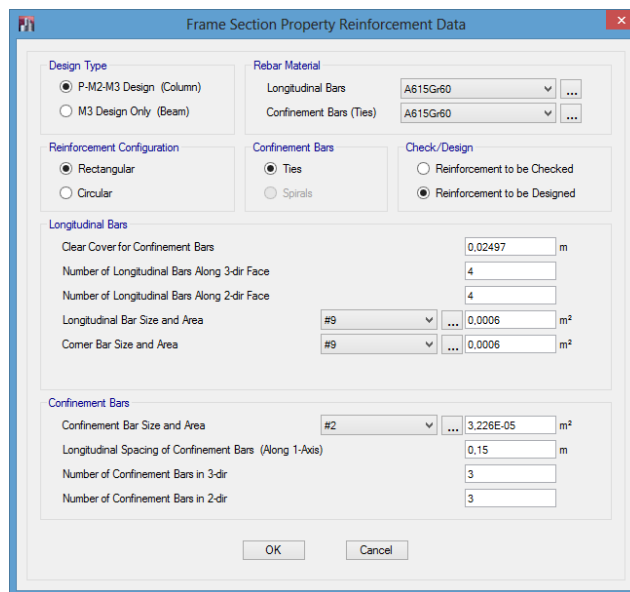 Frame Section Property Reinforcement Data
Design Type
P-M2-M3 Design (Column)
M3 Design Only (Beam)
Rebar Material
Longitudinal Bars A615Gr60 ...
Confinement Bars (Ties) A615Gr60 ...
Reinforcement Configuration
Rectangular
Circular
Confinement Bars
Ties
Spirals
Check/Design
Reinforcement to be Checked
Reinforcement to be Designed
Longitudinal Bars
Clear Cover for Confinement Bars 0,02497 m
Number of Longitudinal Bars Along 3-dir Face 4
Number of Longitudinal Bars Along 2-dir Face 4
Longitudinal Bar Size and Area #9 ... 0,0006 m²
Corner Bar Size and Area #9 ... 0,0006 m²
Confinement Bars
Confinement Bar Size and Area #2 ... 3,226E-05 m²
Longitudinal Spacing of Confinement Bars (Along 1-Axis) 0,15 m
Number of Confinement Bars in 3-dir 3
Number of Confinement Bars in 2-dir 3
OK Cancel